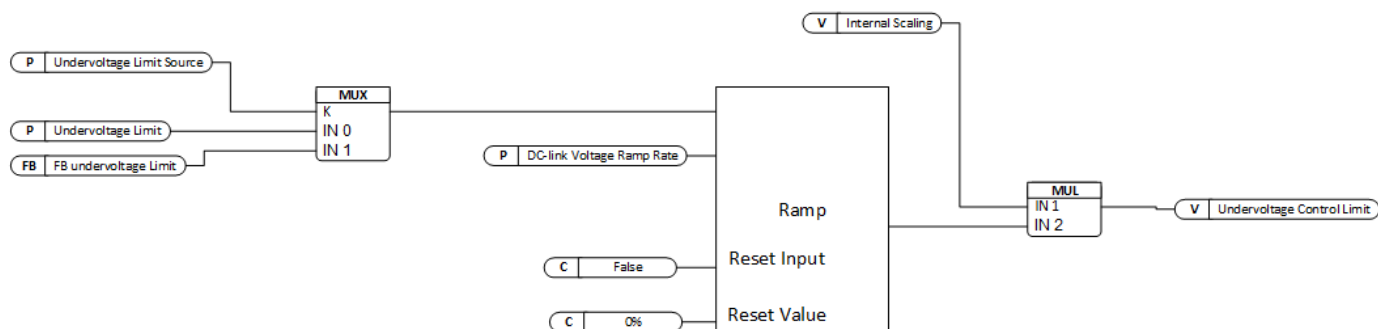 V Internal Scaling
P Undervoltage Limit Source
MUX
K
P Undervoltage Limit
IN 0
IN 1
FB FB undervoltage Limit
P DC-link Voltage Ramp Rate
MUL
IN 1
IN 2
V Undervoltage Control Limit
Ramp
Reset Input
C False
Reset Value
C 0%